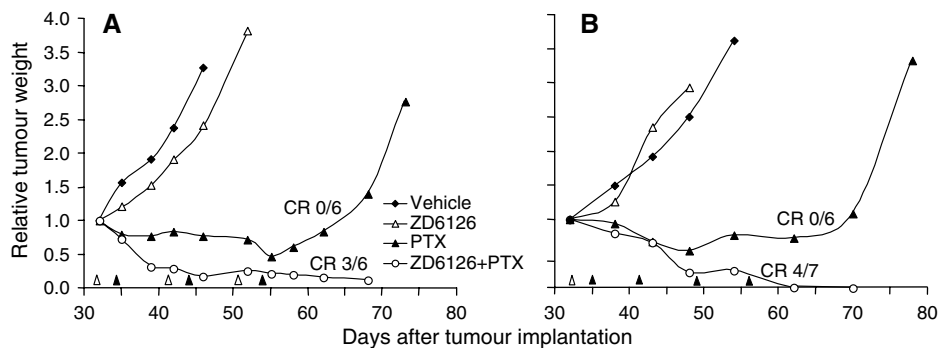 A
B
Relative tumour weight
4.0
3.5
3.0
2.5
2.0
1.5
1.0
0.5
0.0
CR 0/6
CR 3/6
Vehicle
ZD6126
PTX
ZD6126+PTX
CR 0/6
CR 4/7
30 40 50 60 70 80
30 40 50 60 70 80
Days after tumour implantation